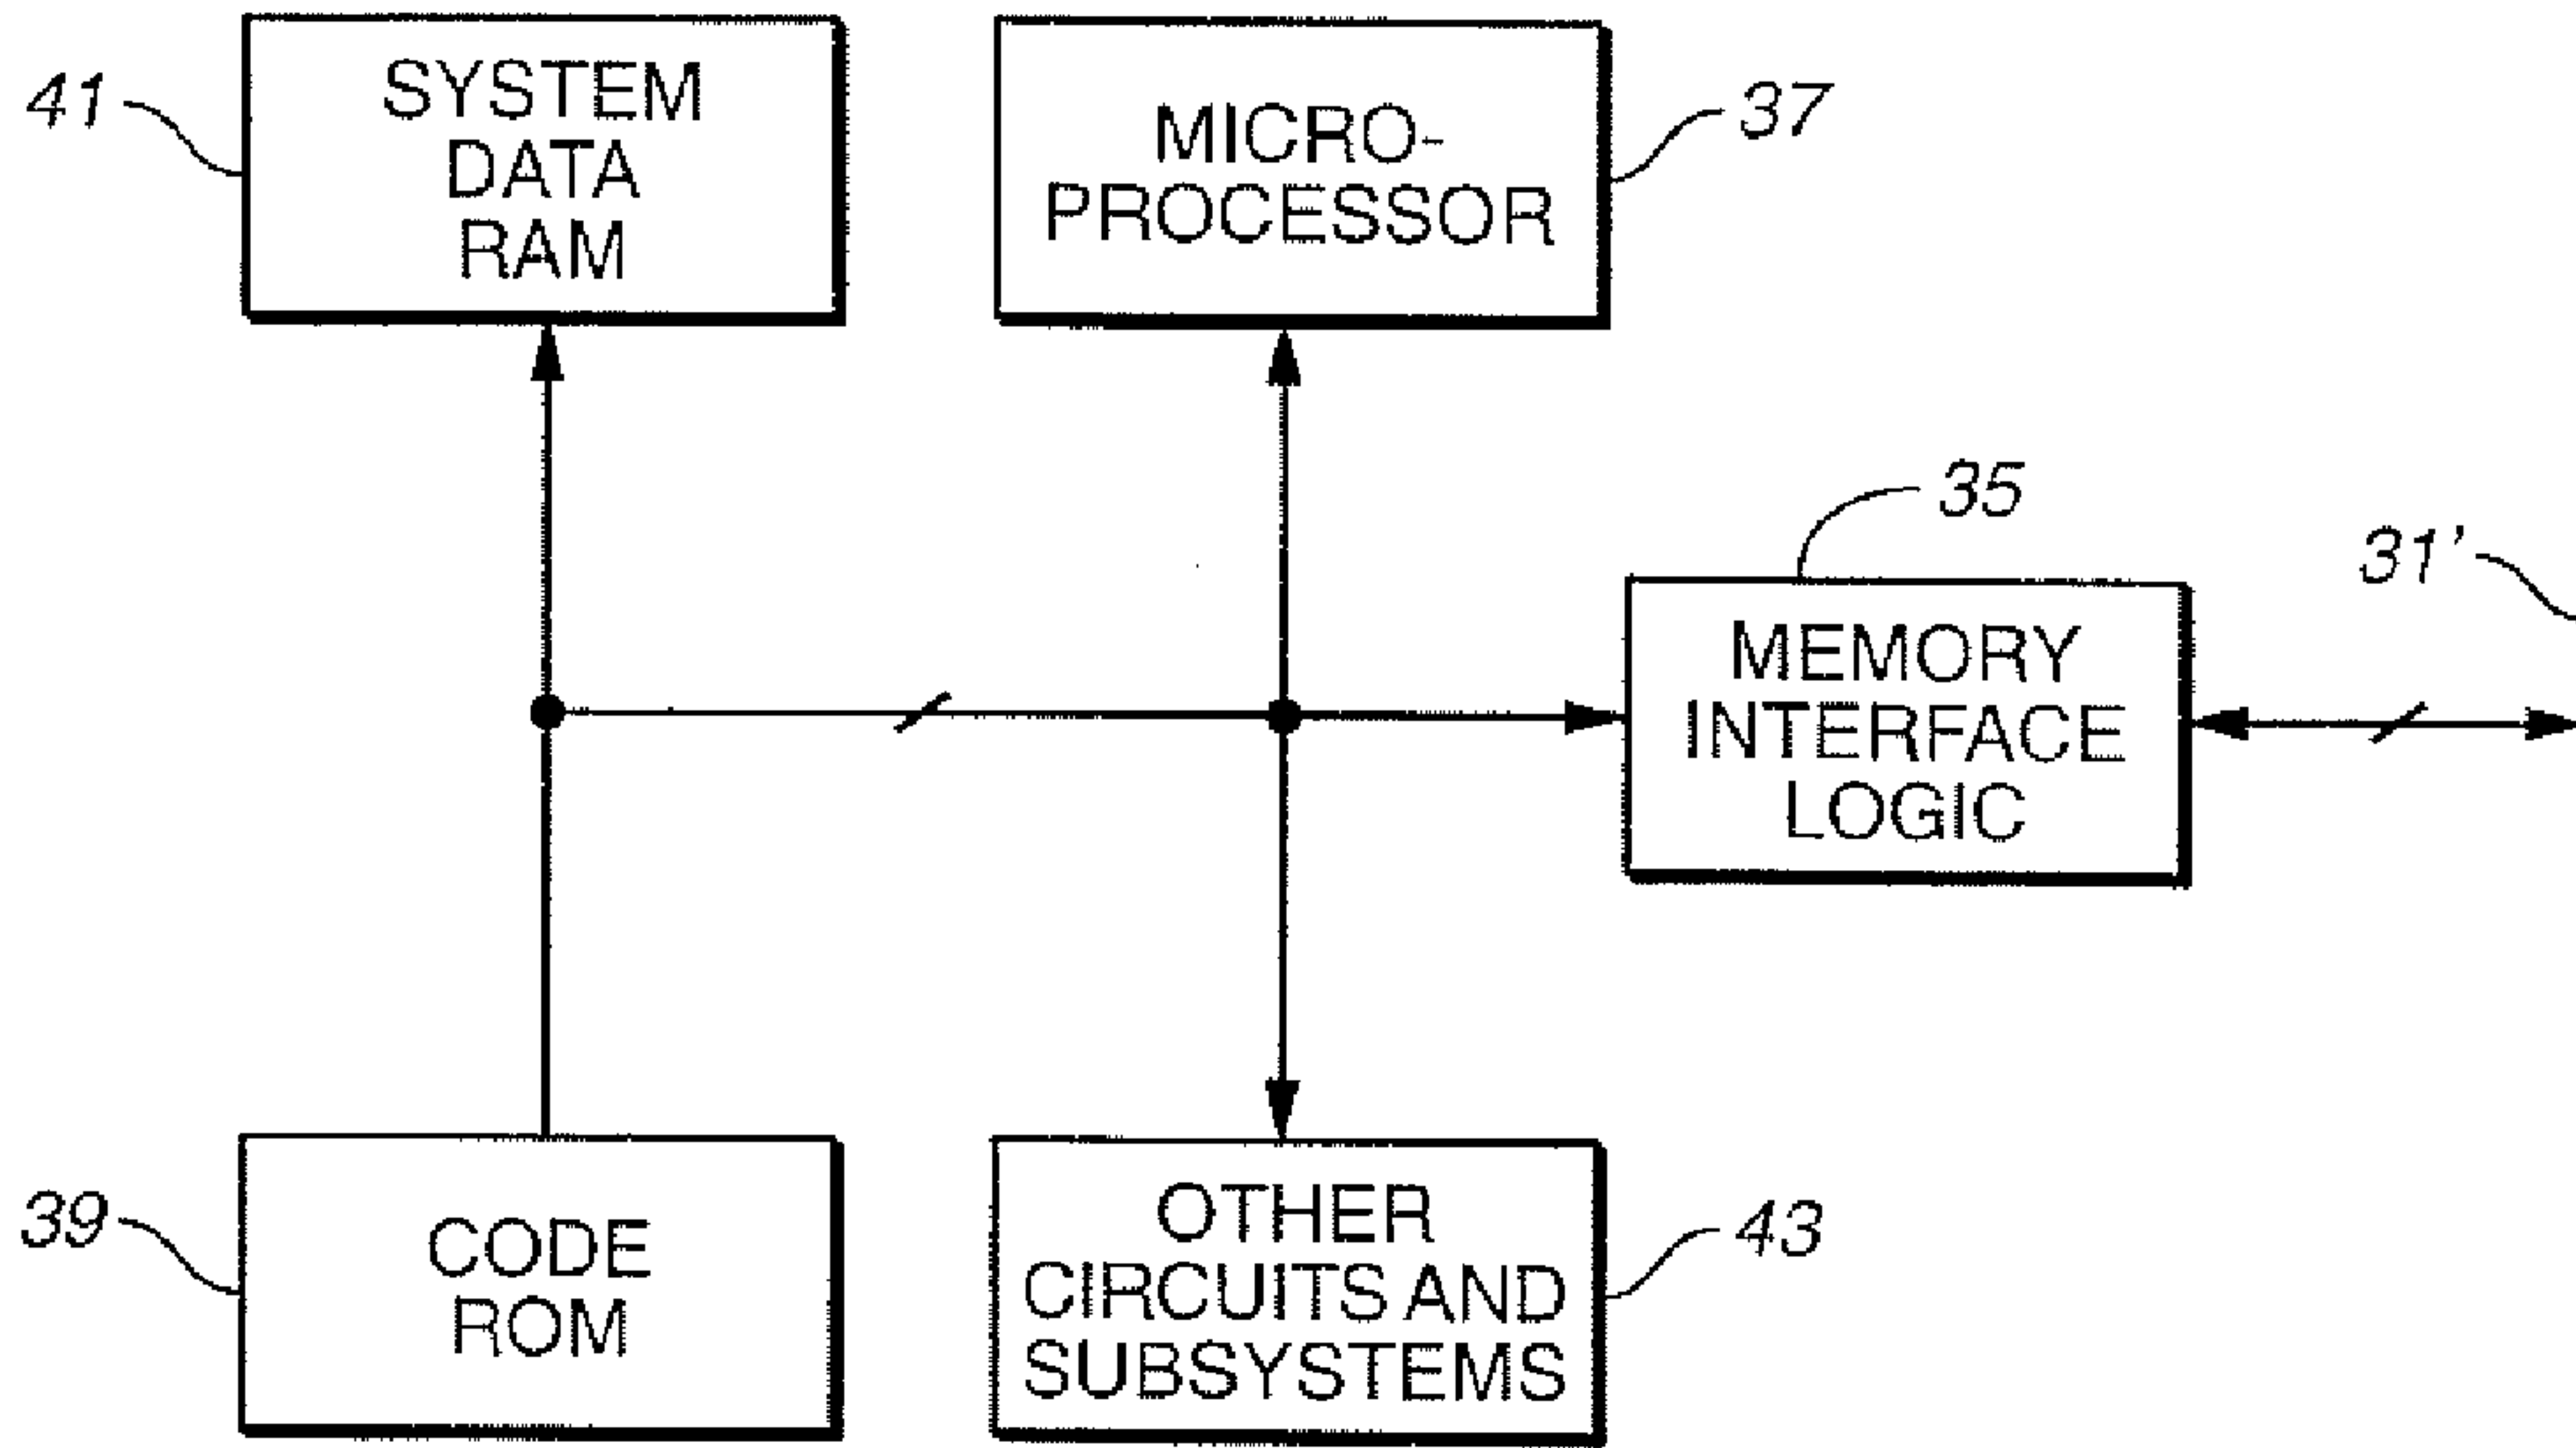 41
SYSTEM
DATA
RAM
MICRO-
PROCESSOR
37
35
31’
MEMORY
INTERFACE
LOGIC
39
CODE
ROM
OTHER
CIRCUITS AND
SUBSYSTEMS
43